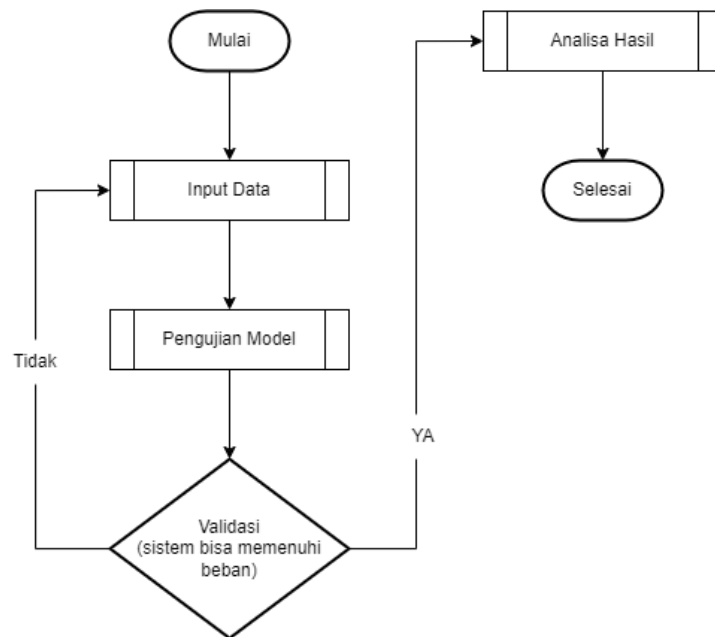 Mulai
Input Data
Pengujian Model
Validasi
(sistem bisa memenuhi
beban)
Tidak
YA
Analisa Hasil
Selesai